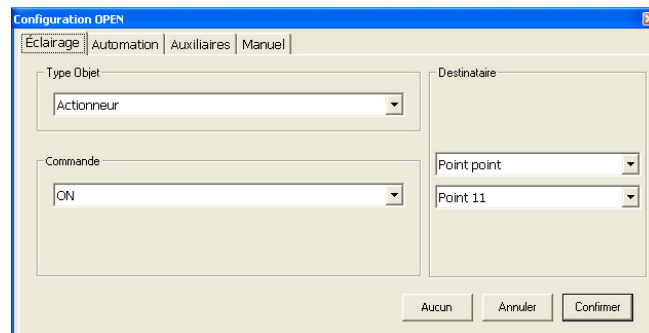 Configuration OPEN
Éclairage Automation Auxiliaires Manuel
Type Objet
Actionneur
Destinataire
Commande
ON
Point point
Point 11
Aucun Annuler Confirmer